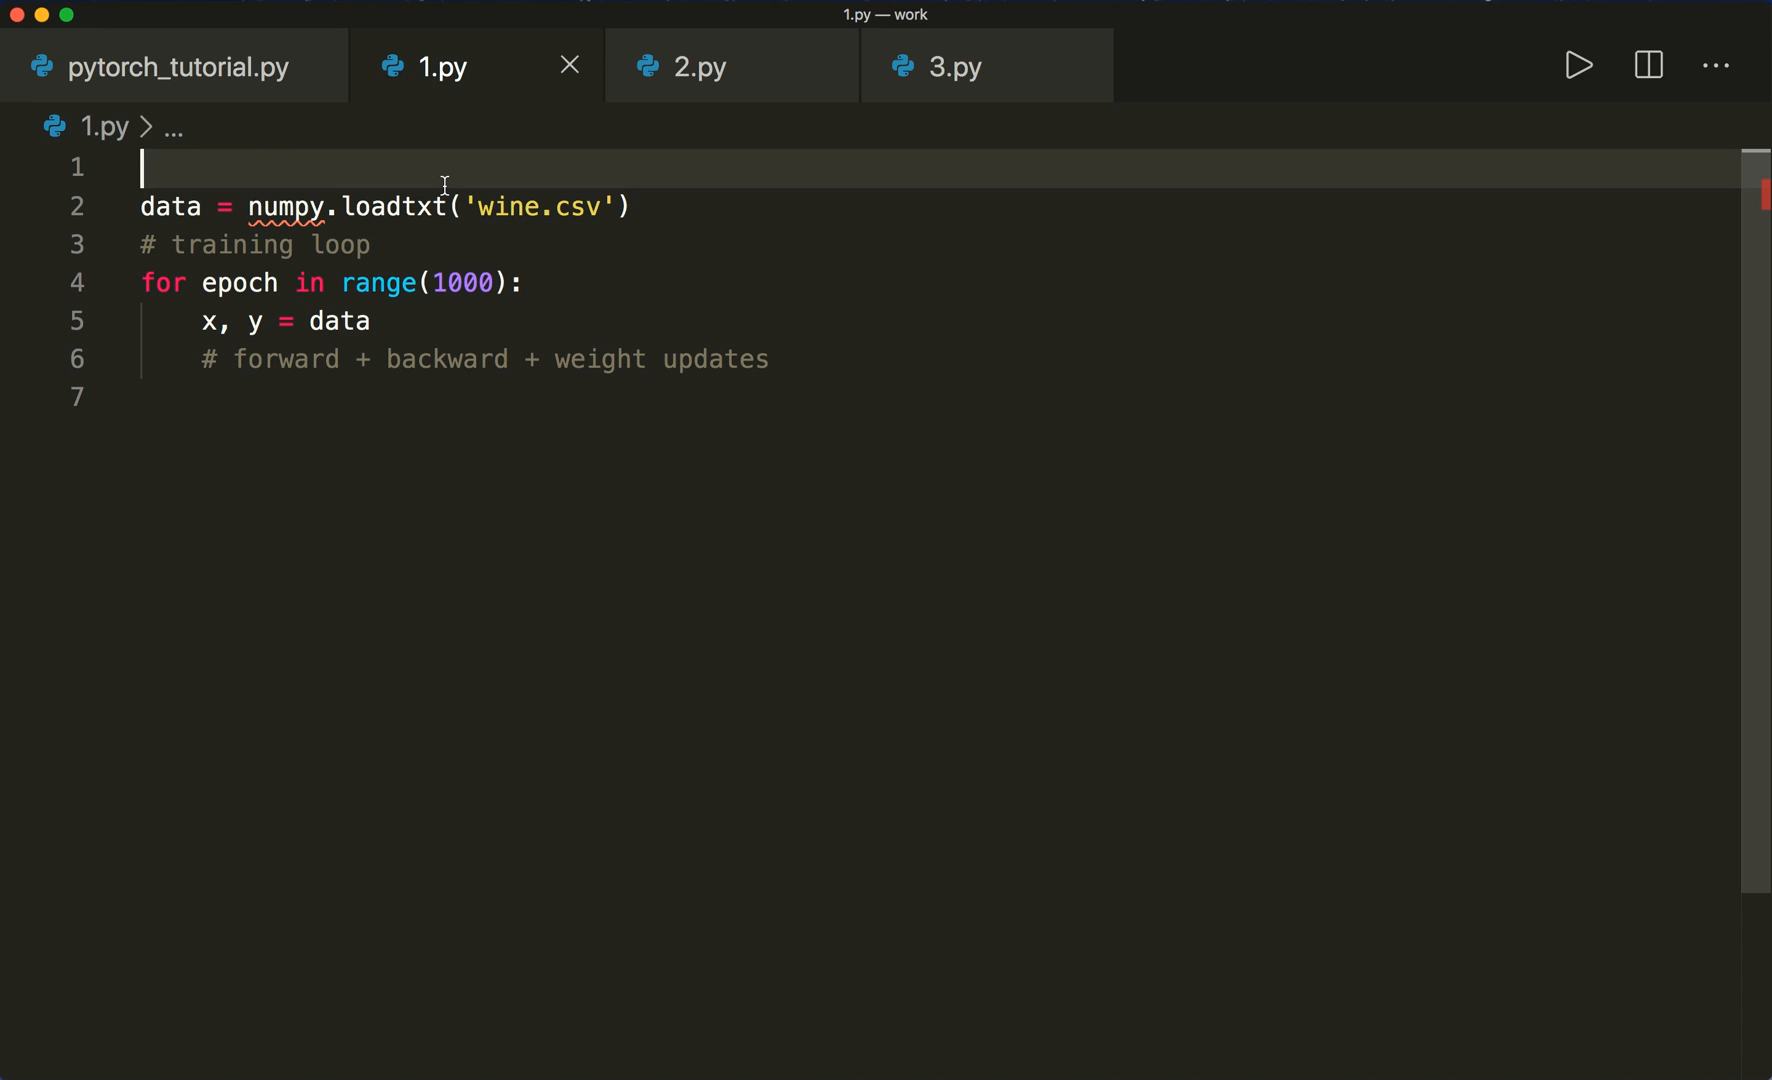 1.py — work
pytorch_tutorial.py 1.py 2.py 3.py
1.py > ...
1
2 data = numpy.loadtxt('wine.csv')
3 # training loop
4 for epoch in range(1000):
5 x, y = data
6 # forward + backward + weight updates
7